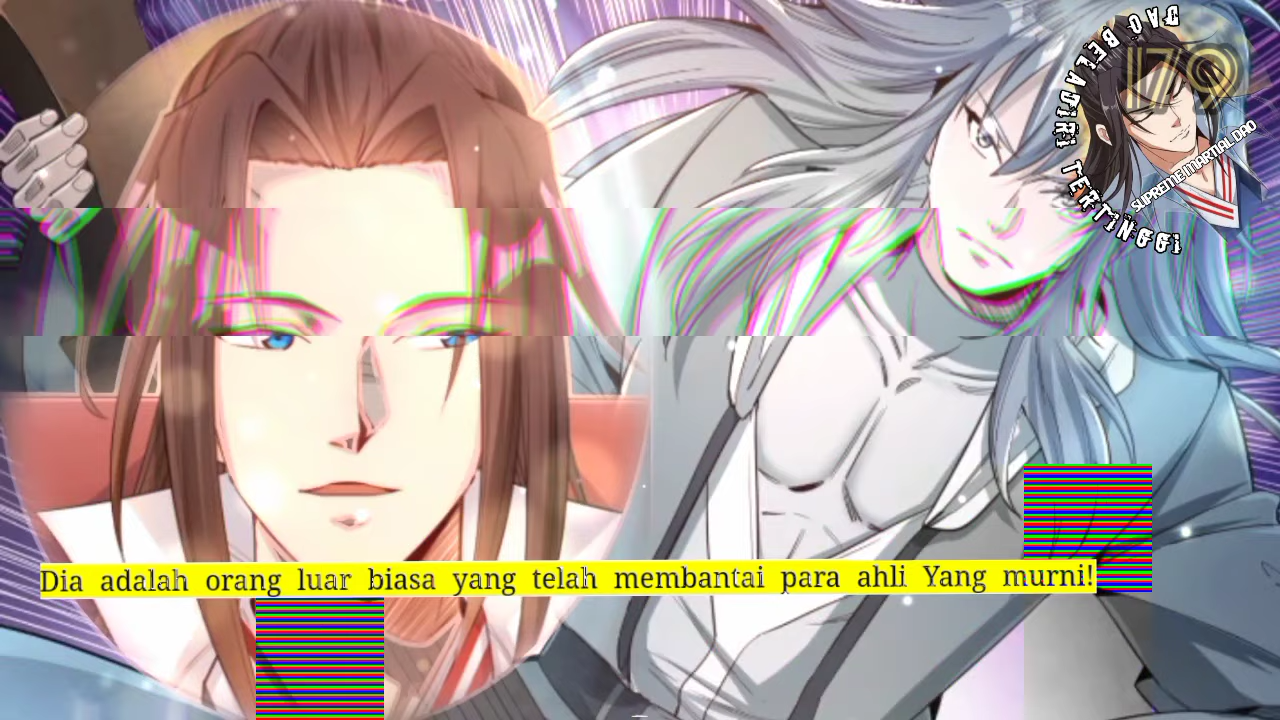 DAO BELADIRI TERTINGGI
179
SUPREME MARTIAL DAO
Dia adalah orang luar biasa yang telah membantai para ahli Yang murni!